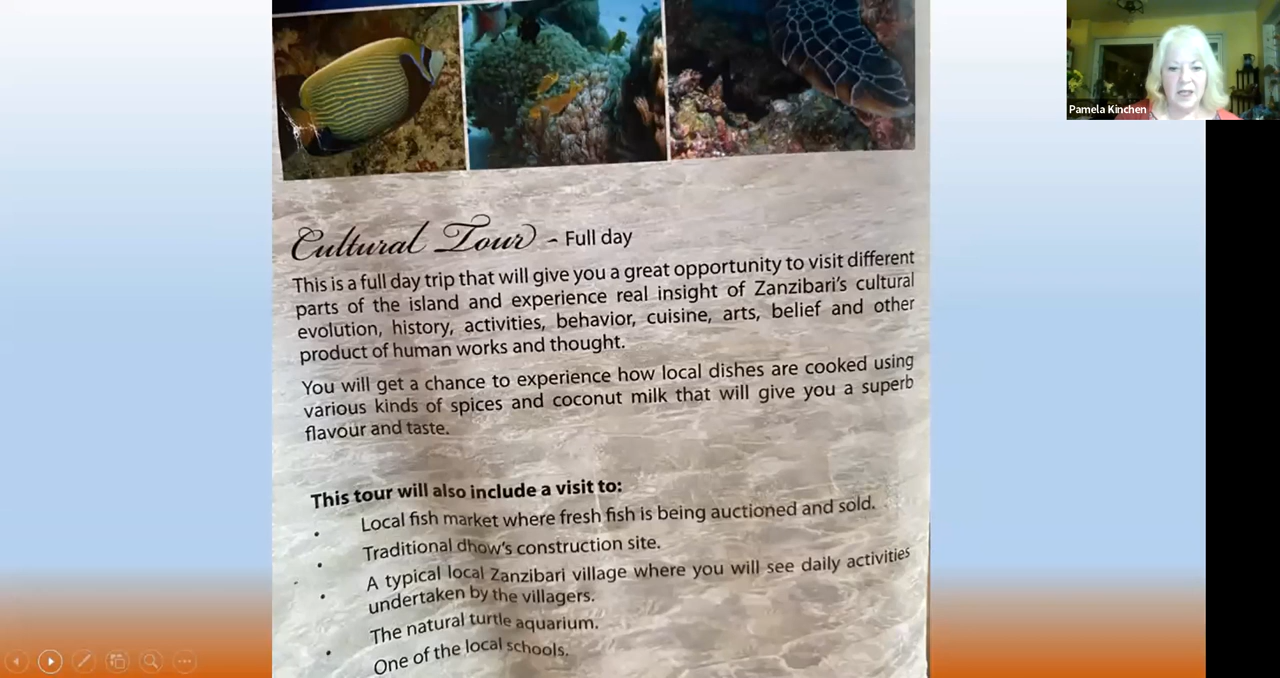 Pamela Kinchen
Cultural Tour - Full day
This is a full day trip that will give you a great opportunity to visit different
parts of the island and experience real insight of Zanzibari's cultural
evolution, history, activities, behavior, cuisine, arts, belief and other
product of human works and thought.
You will get a chance to experience how local dishes are cooked using
various kinds of spices and coconut milk that will give you a superb
flavour and taste.
This tour will also include a visit to:
• Local fish market where fresh fish is being auctioned and sold.
• Traditional dhow's construction site.
• A typical local Zanzibari village where you will see daily activities
undertaken by the villagers.
• The natural turtle aquarium.
One of the local schools.